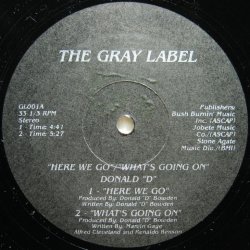 THE GRAY LABEL
GL001A
33 1/3 RPM
Stereo
1 - Time: 4:41
2 - Time: 5:27
Publishers:
Bush Burnin' Music
Inc. (ASCAP)
Jobete Music
Co. (ASCAP)
Stone Agate
Music Div. (BMI)
"HERE WE GO"/"WHAT'S GOING ON"
DONALD "D"
1 - "HERE WE GO"
Produced By: Donald "D" Bowden
Written By: Donald "D" Bowden
2 - "WHAT'S GOING ON"
Produced By: Donald "D" Bowden
Written By: Marvin Gaye
Alfred Cleveland and Renaldo Benson